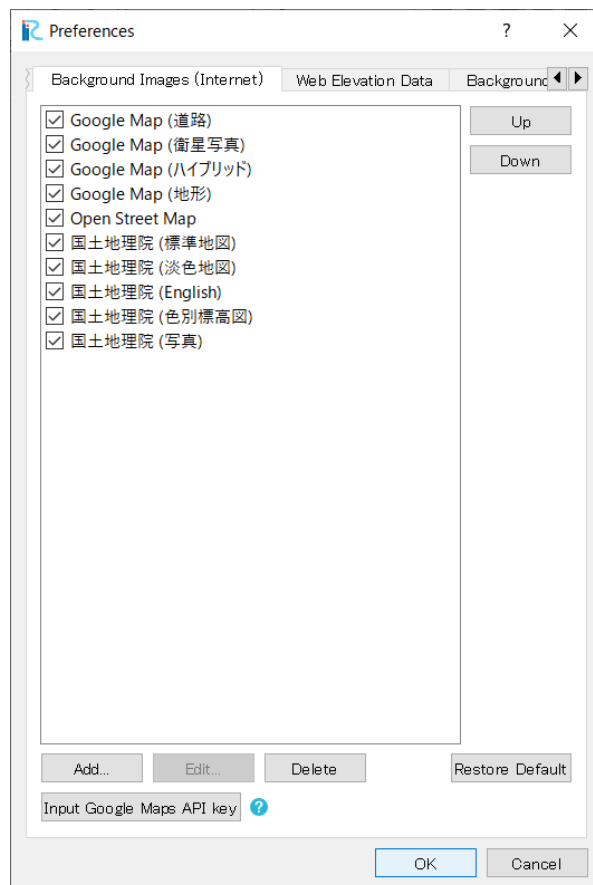 Preferences
?
Background Images (Internet) Web Elevation Data Background
Google Map (道路)
Google Map (衛星写真)
Google Map (ハイブリッド)
Google Map (地形)
Open Street Map
国土地理院 (標準地図)
国土地理院 (淡色地図)
国土地理院 (English)
国土地理院 (色別標高図)
国土地理院 (写真)
Up
Down
Add... Edit... Delete Restore Default
Input Google Maps API key ?
OK Cancel